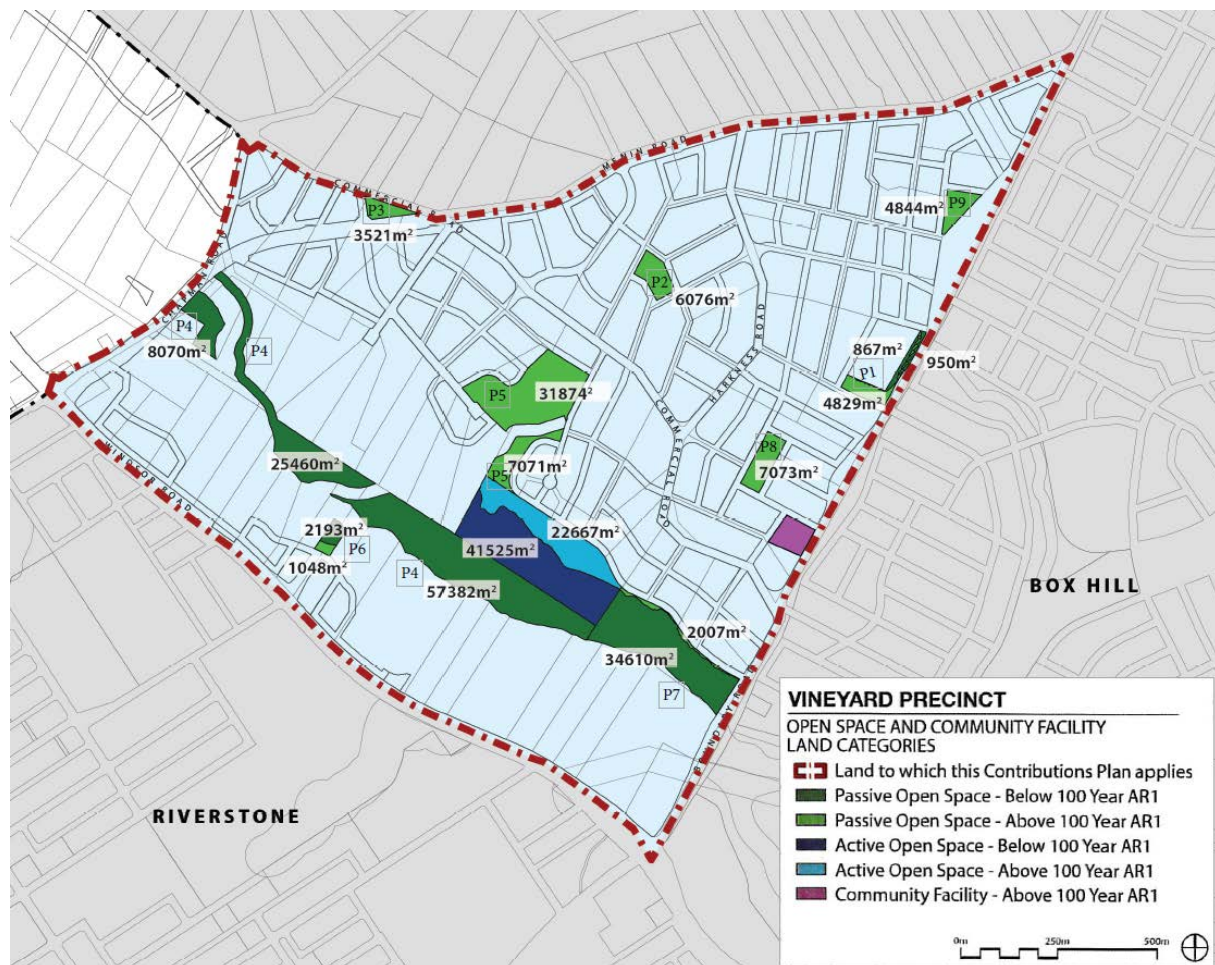 MENIN ROAD
COMMERCIAL ROAD
P3
3521m²
4844m²
P9
P2
6076m²
CHAPMAN ROAD
P4
8070m²
P4
HARKNESS ROAD
867m²
950m²
P1
4829m²
P5
31874²
COMMERCIAL ROAD
P8
7073m²
WINDSOR ROAD
25460m²
7071m²
P5
2193m²
P6
1048m²
22667m²
41525m²
P4
57382m²
BOX HILL
2007m²
34610m²
P7
RIVERSTONE
VINEYARD PRECINCT
OPEN SPACE AND COMMUNITY FACILITY
LAND CATEGORIES
Land to which this Contributions Plan applies
Passive Open Space - Below 100 Year AR1
Passive Open Space - Above 100 Year AR1
Active Open Space - Below 100 Year AR1
Active Open Space - Above 100 Year AR1
Community Facility - Above 100 Year AR1
0m 250m 500m